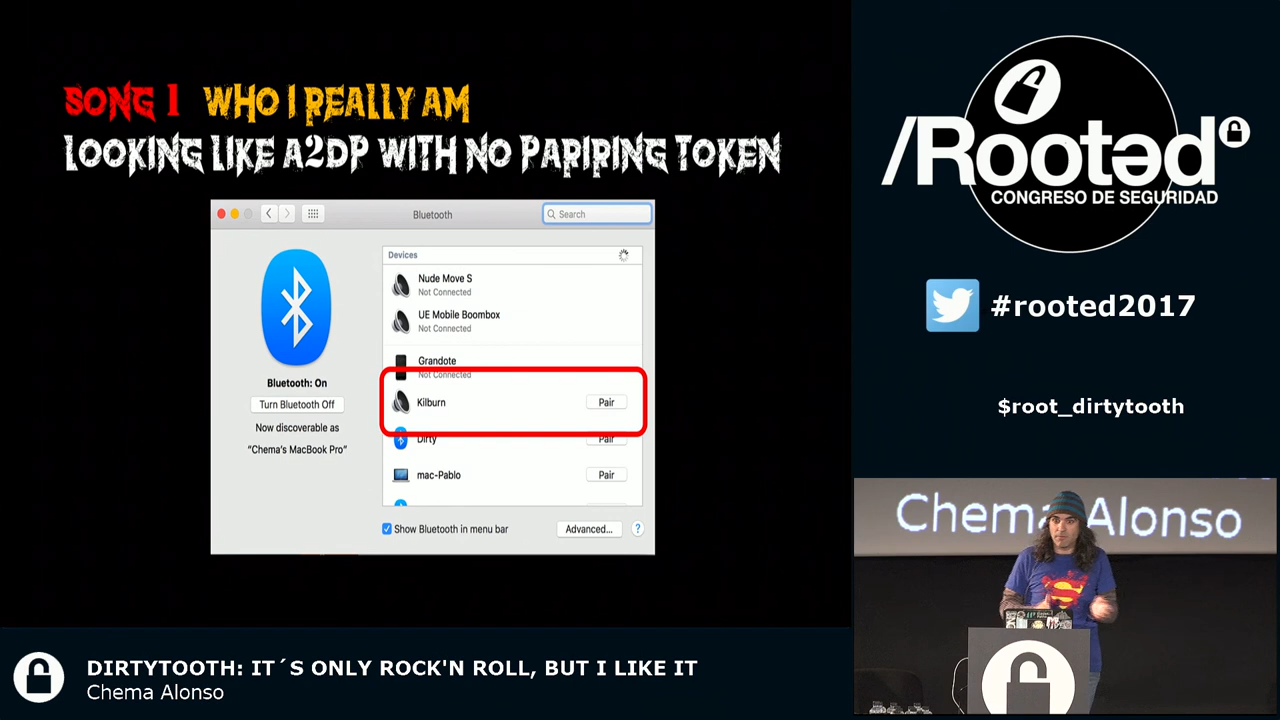 SONG 1 WHO I REALLY AM
LOOKING LIKE A2DP WITH NO PARIRING TOKEN
Bluetooth
Search
Devices
Nude Move S
Not Connected
UE Mobile Boombox
Not Connected
Grandote
Not Connected
Kilburn
Pair
Dirty
Pair
mac-Pablo
Pair
Bluetooth: On
Turn Bluetooth Off
Now discoverable as
“Chema's MacBook Pro”
Show Bluetooth in menu bar
Advanced...
?
/Rootəd
CONGRESO DE SEGURIDAD
#rooted2017
$root_dirtytooth
Chema Alonso
DIRTYTOOTH: IT´S ONLY ROCK'N ROLL, BUT I LIKE IT
Chema Alonso